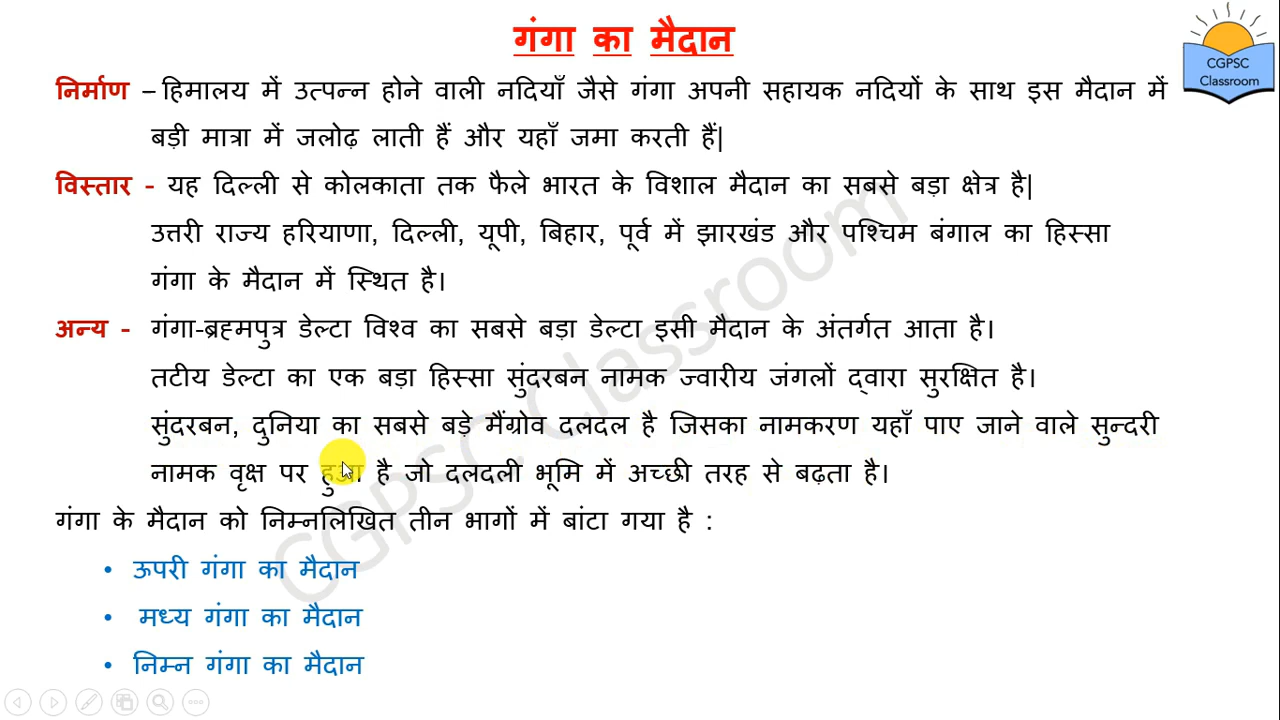 गंगा का मैदान
CGPSC
Classroom
निर्माण – हिमालय में उत्पन्न होने वाली नदियाँ जैसे गंगा अपनी सहायक नदियों के साथ इस मैदान में
बड़ी मात्रा में जलोढ़ लाती हैं और यहाँ जमा करती हैं|
विस्तार - यह दिल्ली से कोलकाता तक फैले भारत के विशाल मैदान का सबसे बड़ा क्षेत्र है|
उत्तरी राज्य हरियाणा, दिल्ली, यूपी, बिहार, पूर्व में झारखंड और पश्चिम बंगाल का हिस्सा
गंगा के मैदान में स्थित है।
अन्य - गंगा-ब्रह्मपुत्र डेल्टा विश्व का सबसे बड़ा डेल्टा इसी मैदान के अंतर्गत आता है।
तटीय डेल्टा का एक बड़ा हिस्सा सुंदरबन नामक ज्वारीय जंगलों द्वारा सुरक्षित है।
सुंदरबन, दुनिया का सबसे बड़े मैंग्रोव दलदल है जिसका नामकरण यहाँ पाए जाने वाले सुन्दरी
नामक वृक्ष पर हुआ है जो दलदली भूमि में अच्छी तरह से बढ़ता है।
गंगा के मैदान को निम्नलिखित तीन भागों में बांटा गया है :
• ऊपरी गंगा का मैदान
• मध्य गंगा का मैदान
• निम्न गंगा का मैदान
CGPSC Classroom